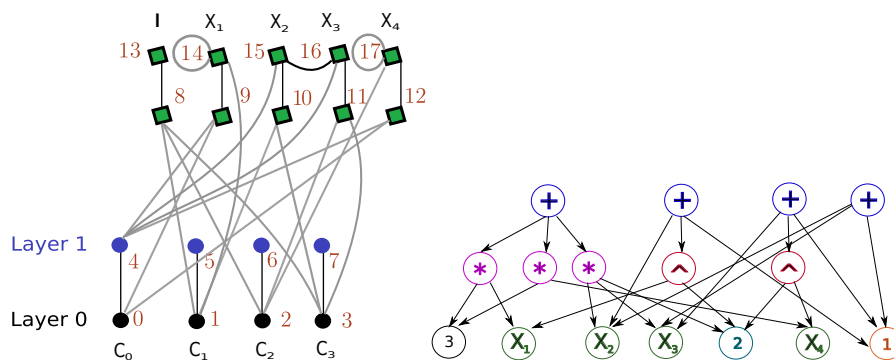 I X₁ X₂ X₃ X₄
13 14 15 16 17
8 9 10 11 12
Layer 1 4 5 6 7
Layer 0 0 1 2 3
C₀ C₁ C₂ C₃
+ + + +
* * * ^ ^
3 X₁ X₂ X₃ 2 X₄ 1